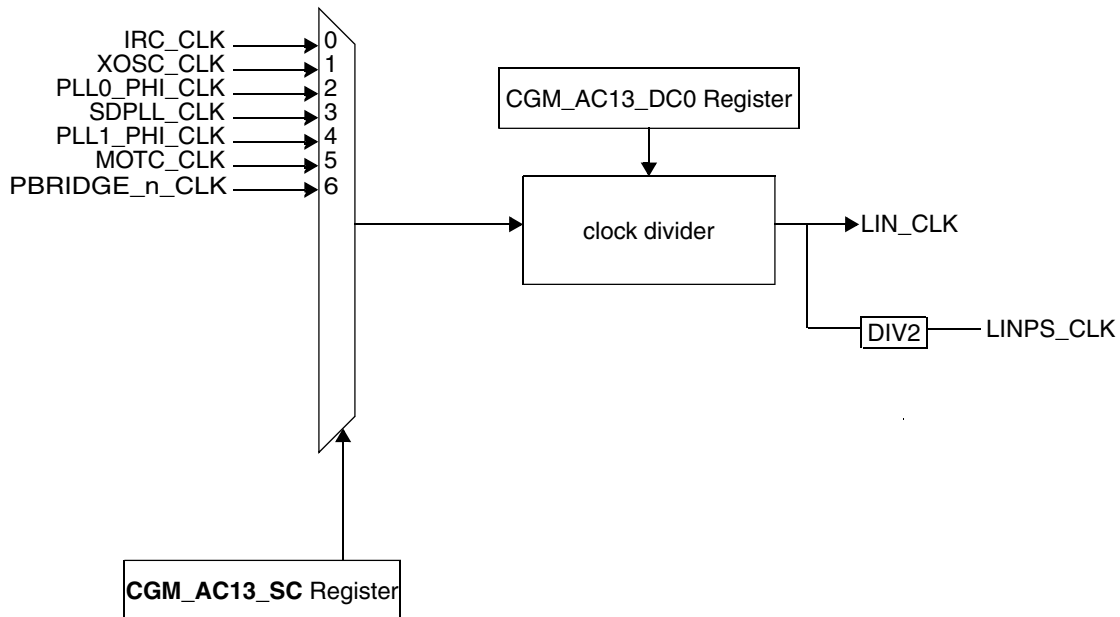 IRC_CLK 0
XOSC_CLK 1
PLL0_PHI_CLK 2
SDPLL_CLK 3
PLL1_PHI_CLK 4
MOTC_CLK 5
PBRIDGE_n_CLK 6
CGM_AC13_DC0 Register
clock divider
LIN_CLK
DIV2
LINPS_CLK
CGM_AC13_SC Register